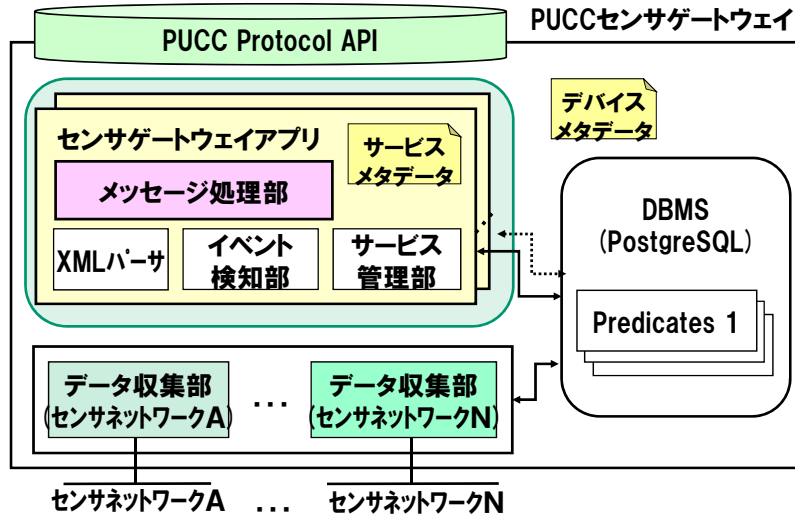 PUCCセンサゲートウェイ
PUCC Protocol API
デバイス
メタデータ
センサゲートウェイアプリ
サービス
メタデータ
メッセージ処理部
XMLパーサ
イベント
検知部
サービス
管理部
DBMS
(PostgreSQL)
Predicates 1
データ収集部
(センサネットワークA)
...
データ収集部
(センサネットワークN)
センサネットワークA
...
センサネットワークN